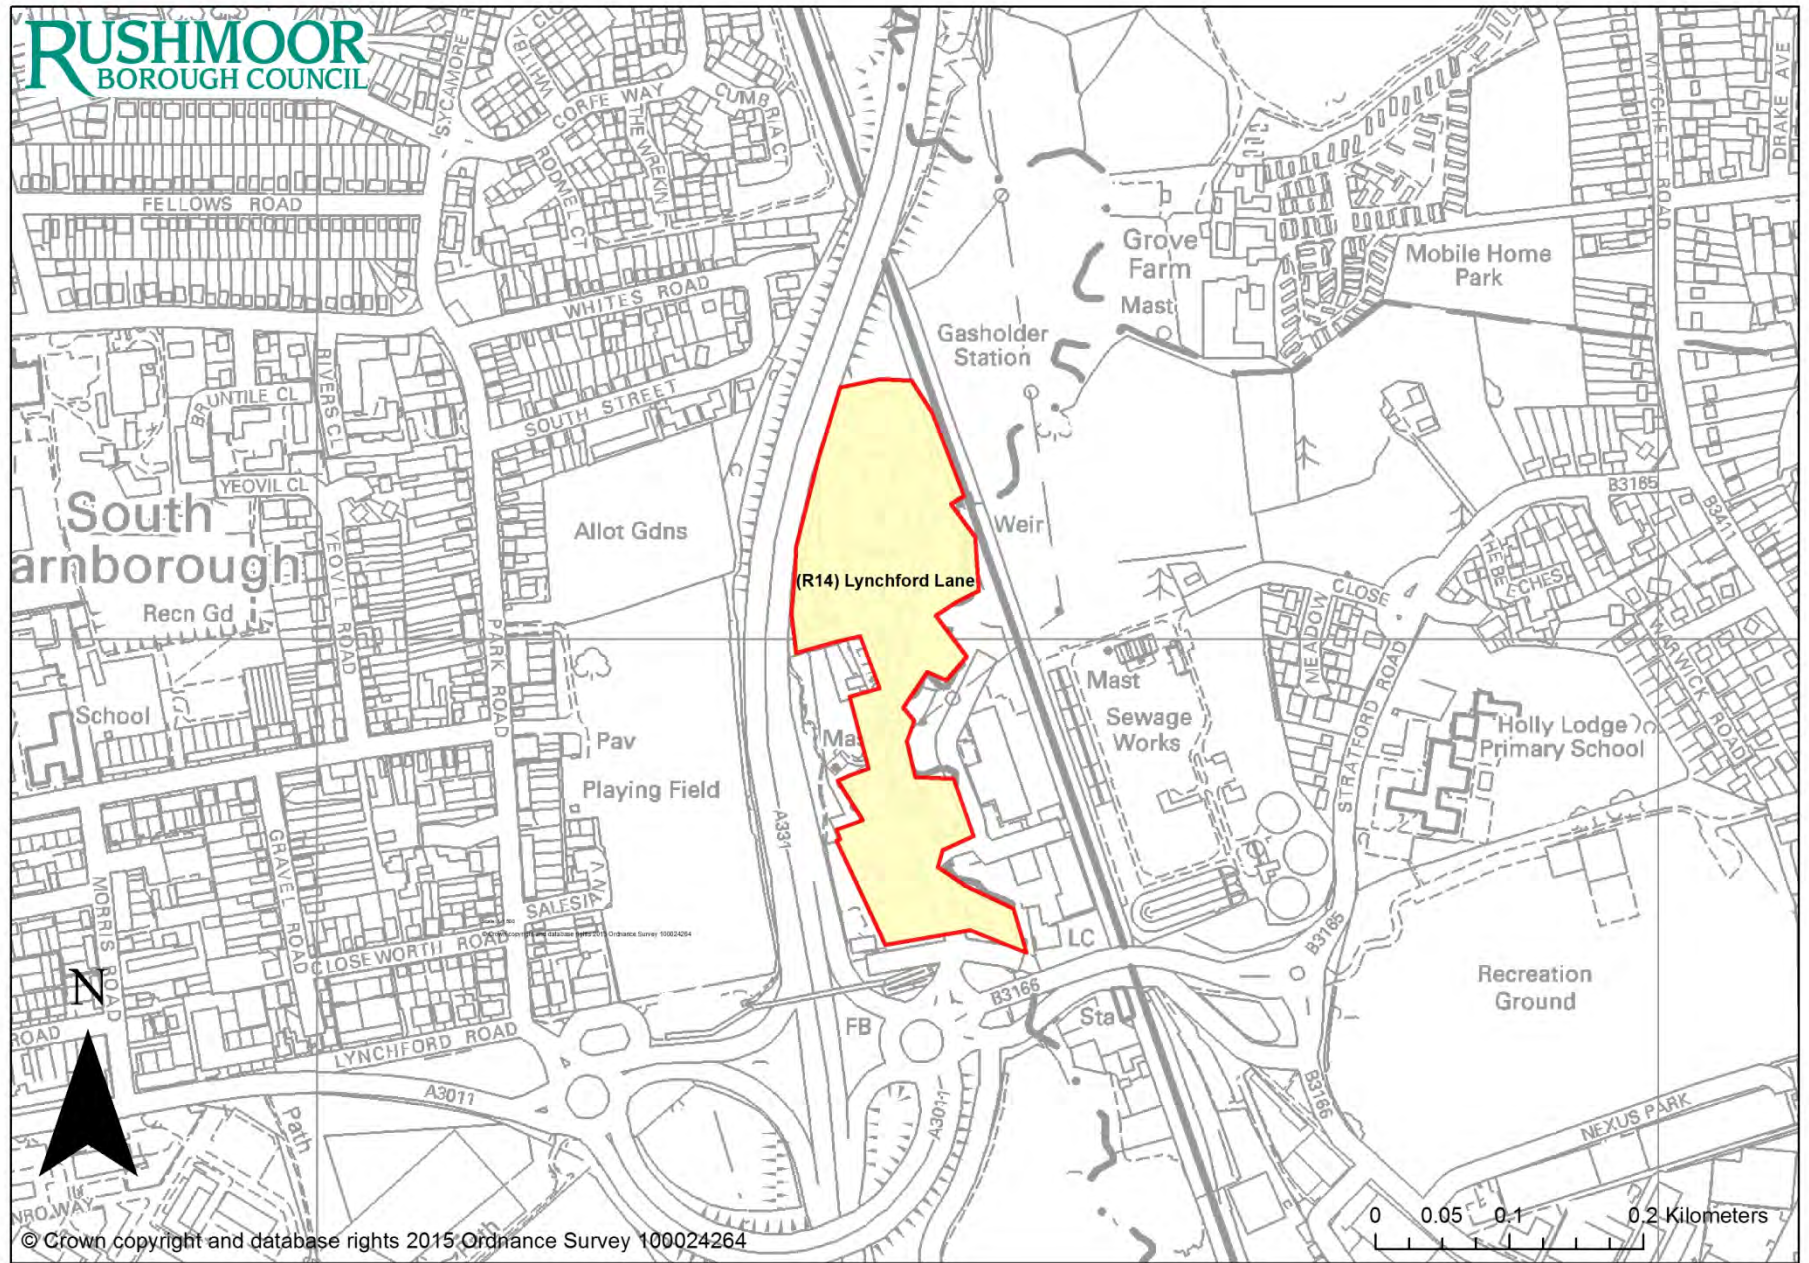 RUSHMOOR
BOROUGH COUNCIL
SYCAMORE R
CORFE WAY
THE WREKIN
CUMBRIA CT
RODMEL CT
FELLOWS ROAD
WHITES ROAD
SOUTH STREET
BRUNTILE CL
RIVERS CL
YEOVIL CL
YEOVIL ROAD
South
arnborough
Recn Gd
School
PARK ROAD
Allot Gdns
Pav
Playing Field
A331
GRAVEL ROAD
MORRIS ROAD
CLOSEWORTH ROAD
SALESIAN
LYNCHFORD ROAD
ROAD
A3011
Path
NRO WAY
(R14) Lynchford Lane
Gasholder
Station
Grove
Farm
Mast
Mobile Home
Park
MYTCHETT ROAD
DRAKE AVE
Weir
B3165
B3411
THE BEECHES
MEADOW CLOSE
WARWICK ROAD
STRATFORD ROAD
Mast
Sewage
Works
Holly Lodge
Primary School
LC
B3166
B3165
FB
Sta
A3011
B3166
Recreation
Ground
NEXUS PARK
N
0 0.05 0.1 0.2 Kilometers
© Crown copyright and database rights 2015 Ordnance Survey 100024264